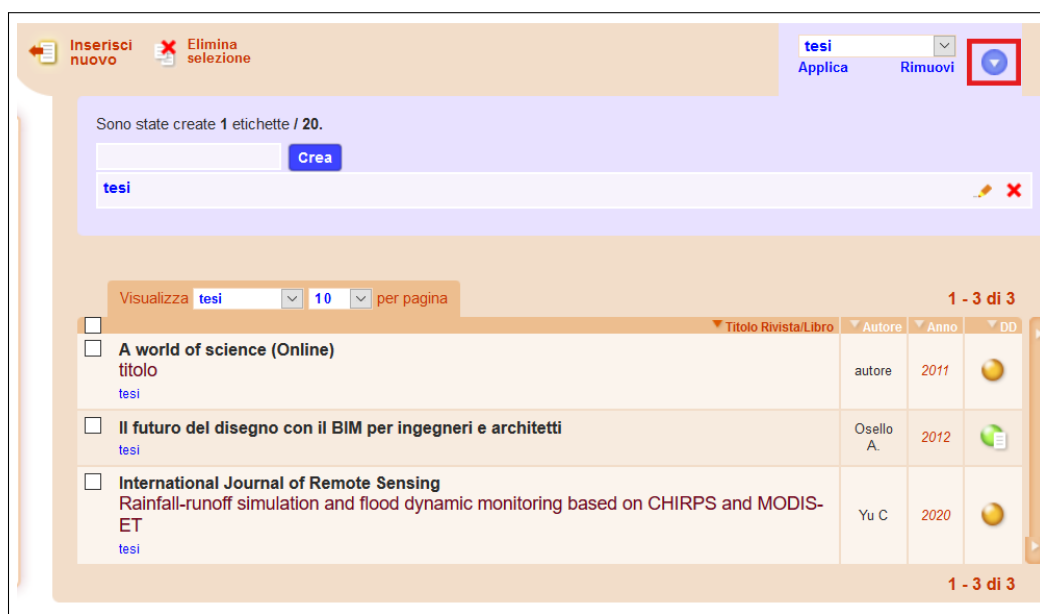 Inserisci
nuovo
Elimina
selezione
tesi
Applica Rimuovi
Sono state create 1 etichette / 20.
Crea
tesi
Visualizza tesi 10 per pagina
1 - 3 di 3
Titolo Rivista/Libro Autore Anno DD
A world of science (Online)
titolo
tesi
autore 2011
Il futuro del disegno con il BIM per ingegneri e architetti
tesi
Osello
A.
2012
International Journal of Remote Sensing
Rainfall-runoff simulation and flood dynamic monitoring based on CHIRPS and MODIS-
ET
tesi
Yu C 2020
1 - 3 di 3